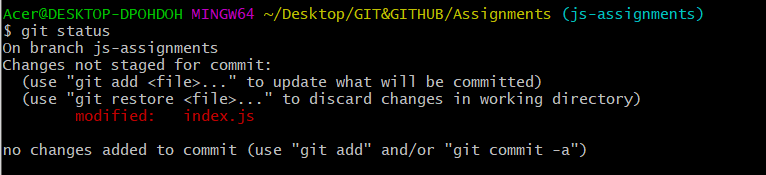 Acer@DESKTOP-DPOHDOH MINGW64 ~/Desktop/GIT&GITHUB/Assignments (js-assignments)
$ git status
On branch js-assignments
Changes not staged for commit:
  (use "git add <file>..." to update what will be committed)
  (use "git restore <file>..." to discard changes in working directory)
        modified:   index.js

no changes added to commit (use "git add" and/or "git commit -a")